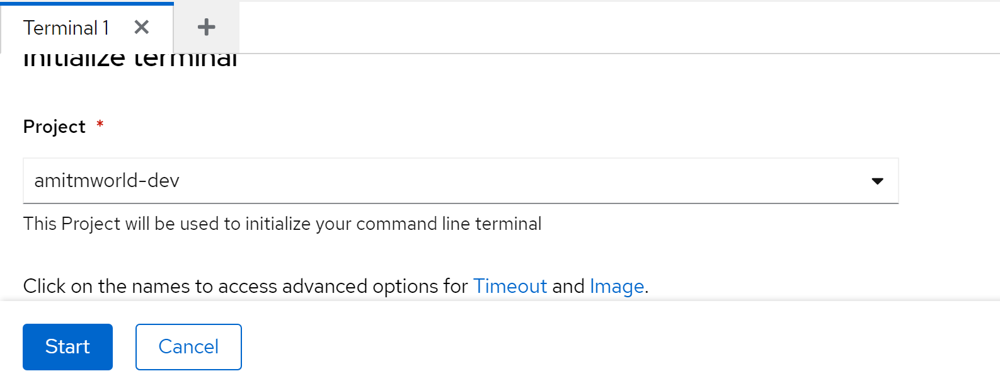 Terminal 1
Initialize terminal
Project *
amitmworld-dev
This Project will be used to initialize your command line terminal
Click on the names to access advanced options for Timeout and Image.
Start Cancel